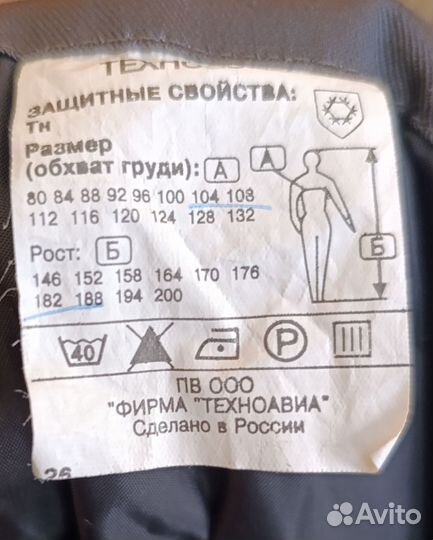 ЗАЩИТНЫЕ СВОЙСТВА:
Тн
Размер
(обхват груди): А
А
80 84 88 92 96 100 104 108
112 116 120 124 128 132
Рост: Б
Б
146 152 158 164 170 176
182 188 194 200
40 P
ПВ ООО
"ФИРМА "ТЕХНОАВИА"
Сделано в России
26
Avito